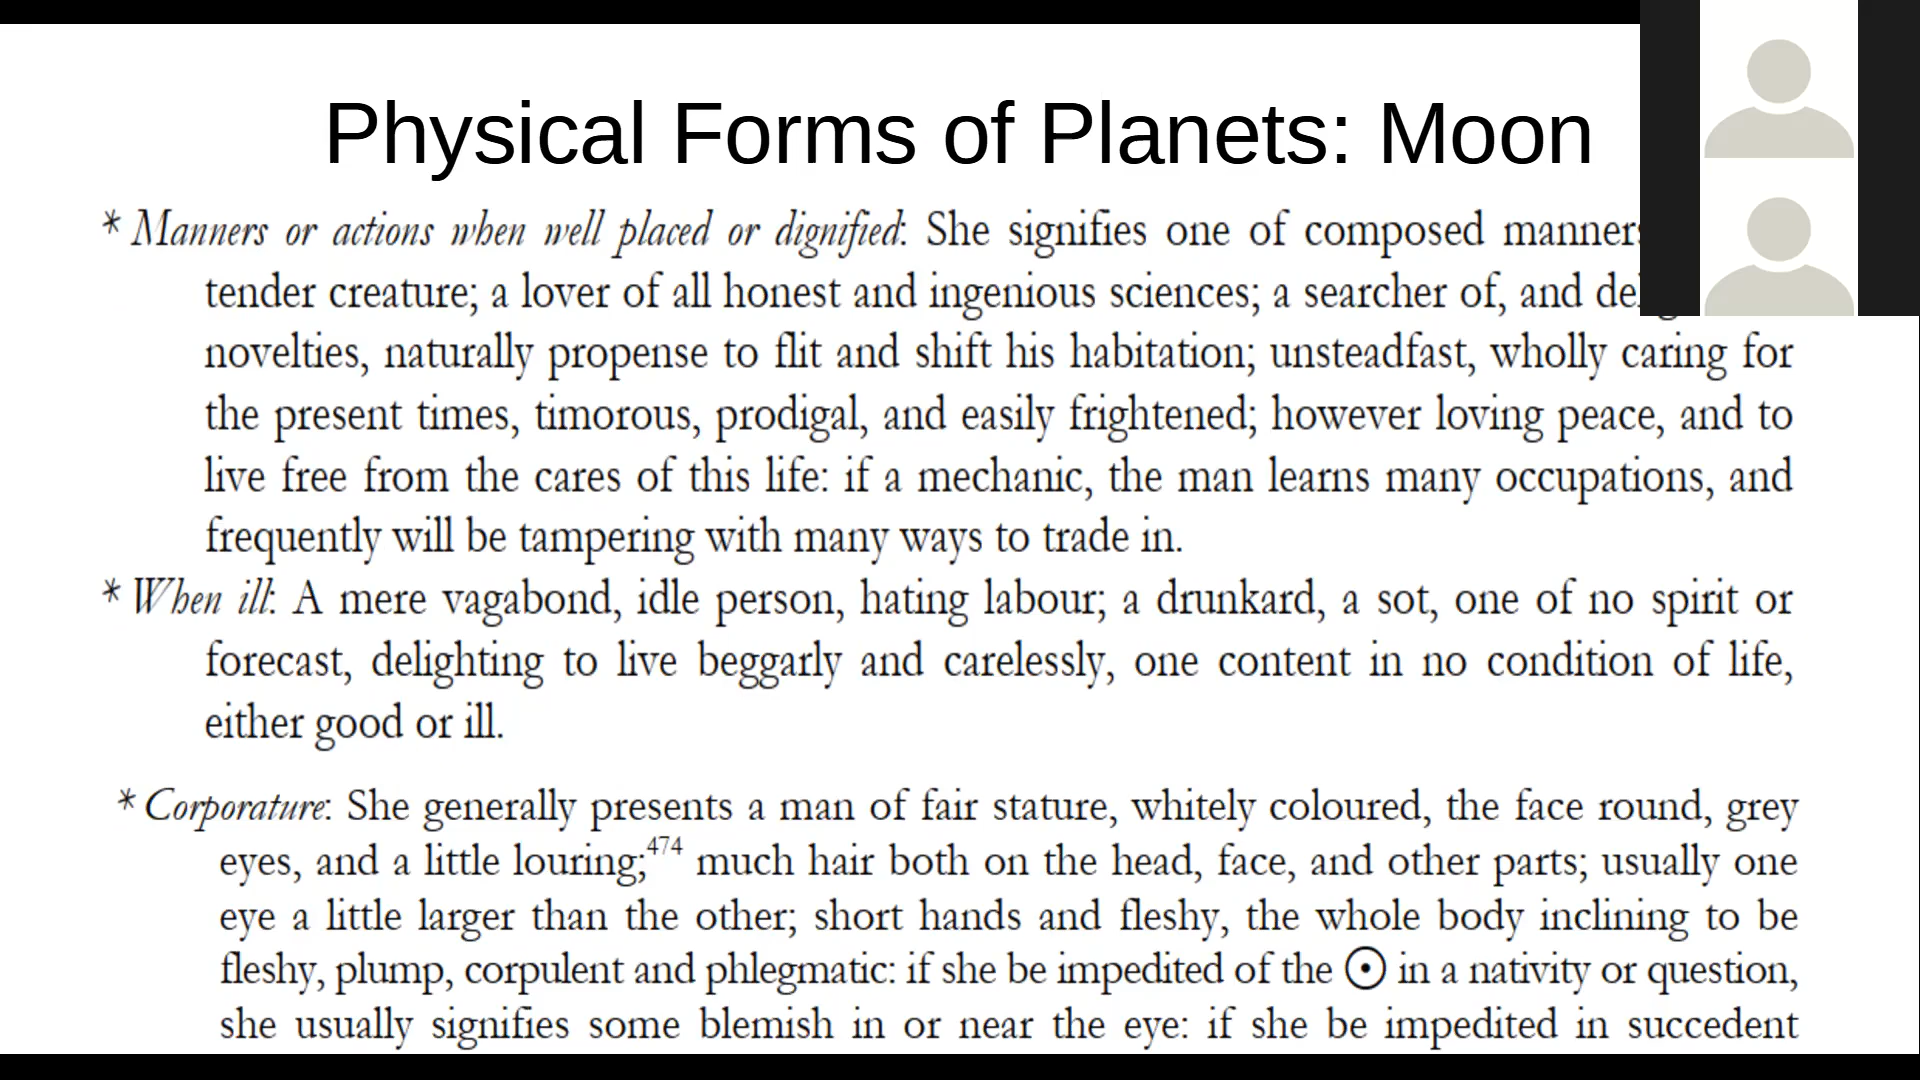 Physical Forms of Planets: Moon
* Manners or actions when well placed or dignified: She signifies one of composed manners
tender creature; a lover of all honest and ingenious sciences; a searcher of, and
novelties, naturally propense to flit and shift his habitation; unsteadfast, wholly caring for
the present times, timorous, prodigal, and easily frightened; however loving peace, and to
live free from the cares of this life: if a mechanic, the man learns many occupations, and
frequently will be tampering with many ways to trade in.
* When ill: A mere vagabond, idle person, hating labour; a drunkard, a sot, one of no spirit or
forecast, delighting to live beggarly and carelessly, one content in no condition of life,
either good or ill.
* Corporature: She generally presents a man of fair stature, whitely coloured, the face round, grey
eyes, and a little louring;474 much hair both on the head, face, and other parts; usually one
eye a little larger than the other; short hands and fleshy, the whole body inclining to be
fleshy, plump, corpulent and phlegmatic: if she be impeded of the ☉ in a nativity or question,
she usually signifies some blemish in or near the eye: if she be impedited in succedent